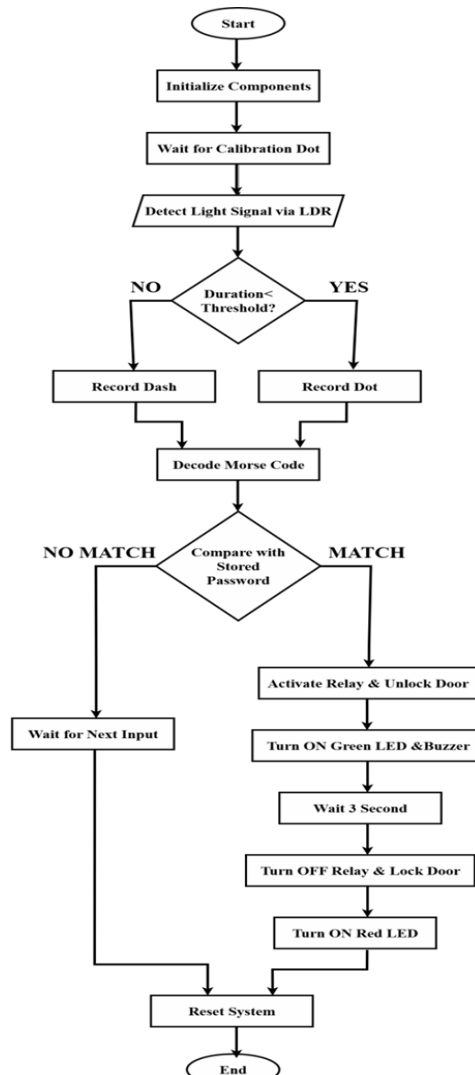 Start
Initialize Components
Wait for Calibration Dot
Detect Light Signal via LDR
NO
YES
Duration<
Threshold?
Record Dash
Record Dot
Decode Morse Code
NO MATCH
MATCH
Compare with
Stored
Password
Activate Relay & Unlock Door
Wait for Next Input
Turn ON Green LED &Buzzer
Wait 3 Second
Turn OFF Relay & Lock Door
Turn ON Red LED
Reset System
End